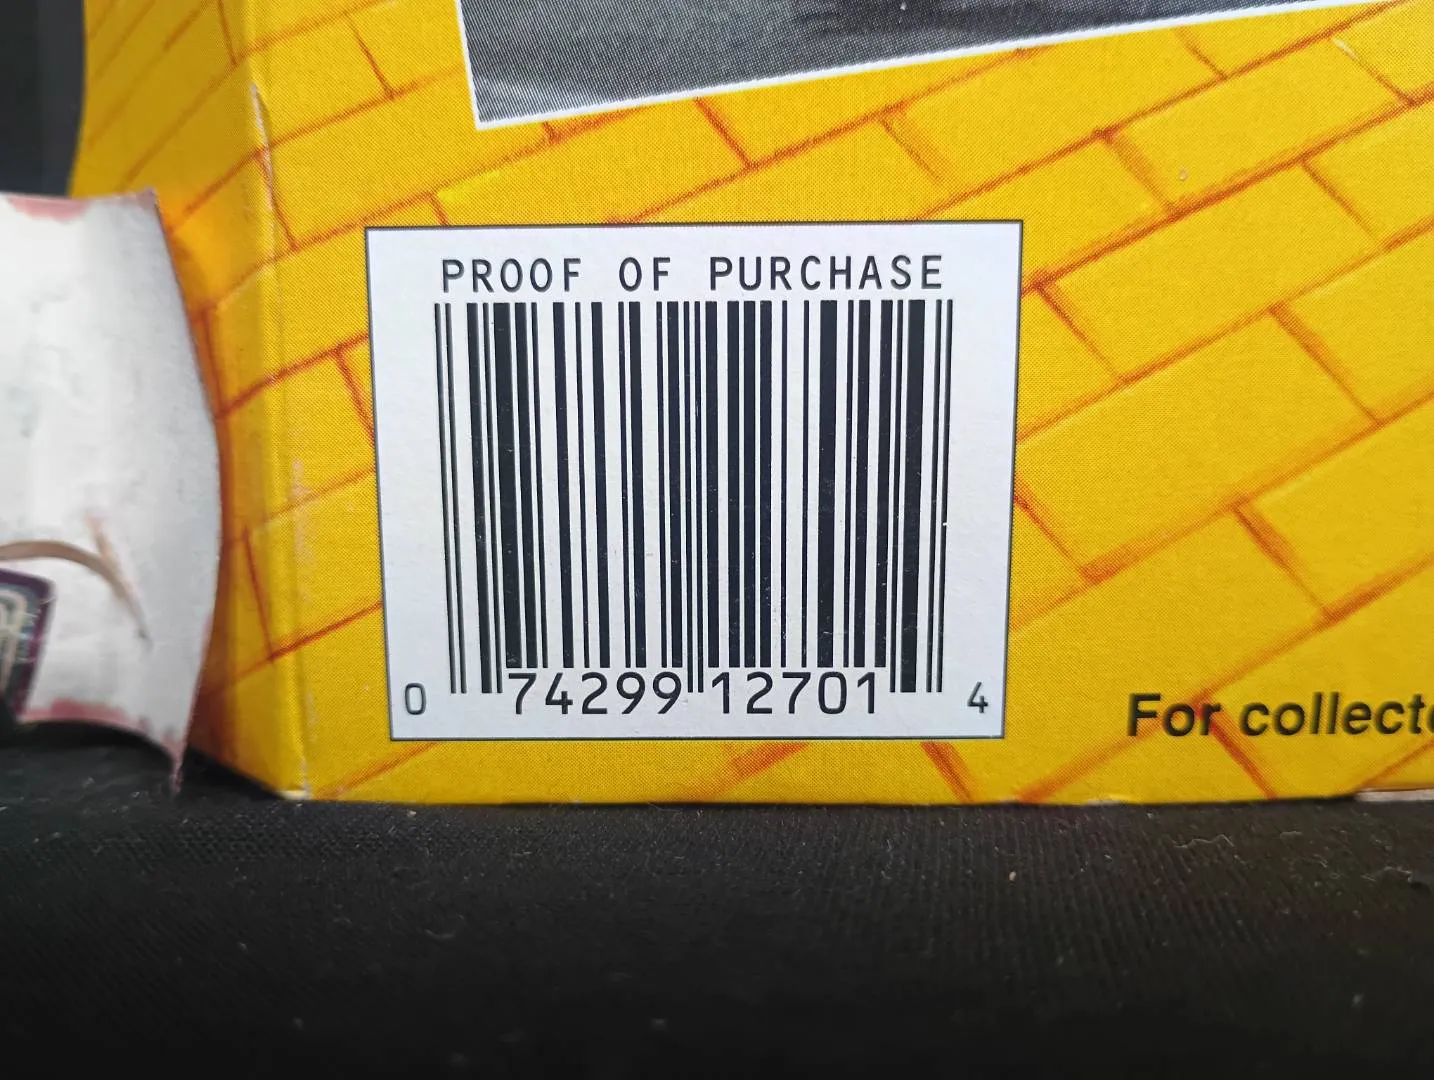 PROOF OF PURCHASE
0 74299 12701 4
For collect